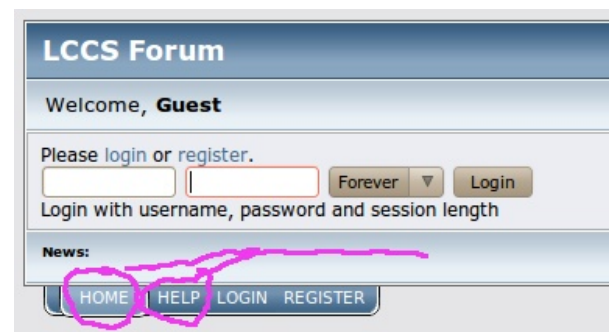 LCCS Forum
Welcome, Guest
Please login or register.
Forever Login
Login with username, password and session length
News:
HOME HELP LOGIN REGISTER